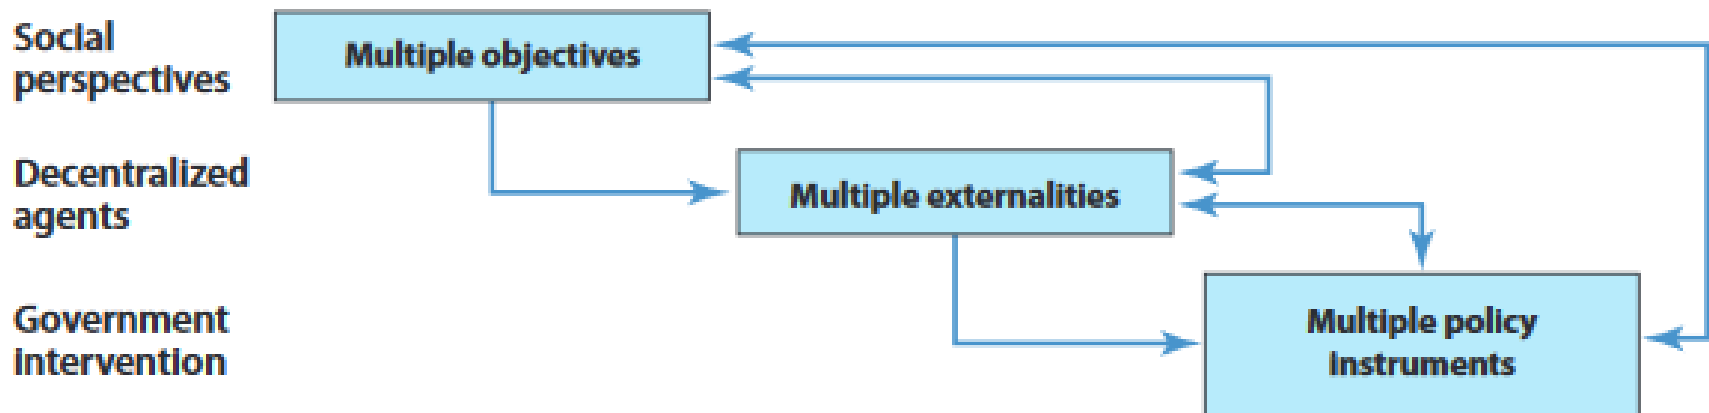 Social
perspectives
Multiple objectives
Decentralized
agents
Multiple externalities
Government
intervention
Multiple policy
instruments